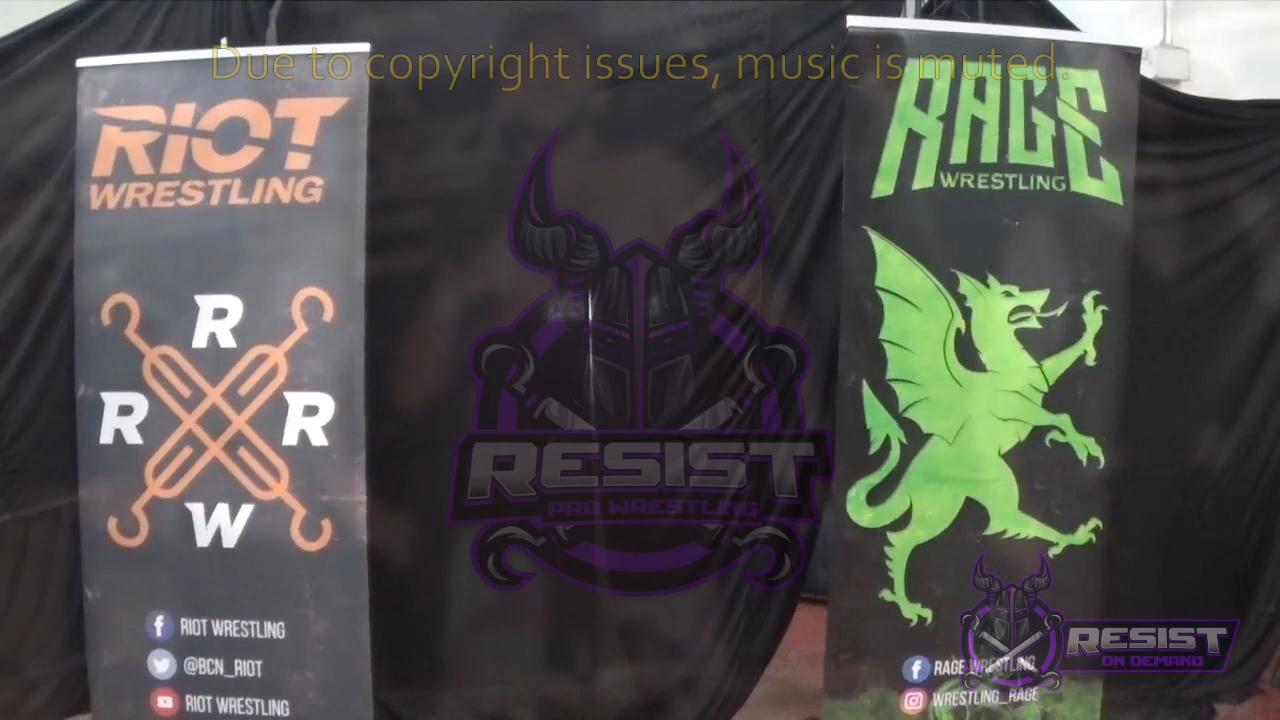 Due to copyright issues, music is muted.
RIOT
WRESTLING
R
R R
W
RIOT WRESTLING
@BCN_RIOT
RIOT WRESTLING
RESIST
PRO WRESTLING
RAGE
WRESTLING
RAGE WRESTLING
WRESTLING_RAGE
RESIST
ON DEMAND